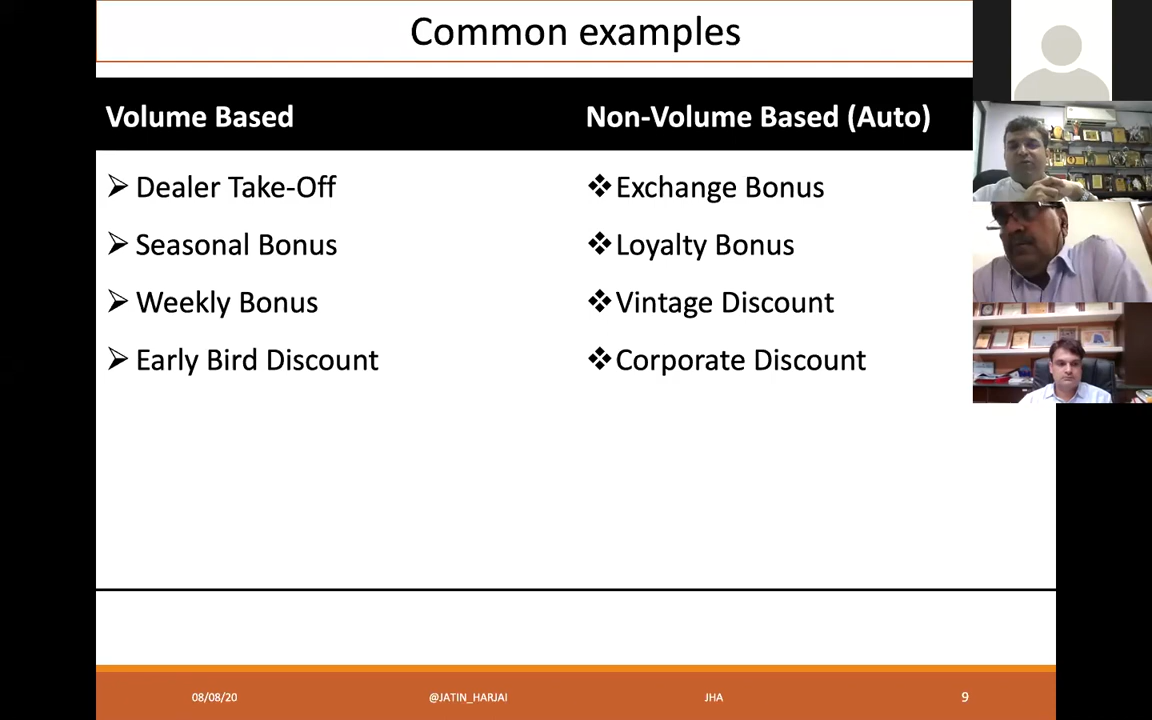 Common examples
Volume Based
Non-Volume Based (Auto)
Dealer Take-Off
Exchange Bonus
Seasonal Bonus
Loyalty Bonus
Weekly Bonus
Vintage Discount
Early Bird Discount
Corporate Discount
08/08/20
@JATIN_HARJAI
JHA
9